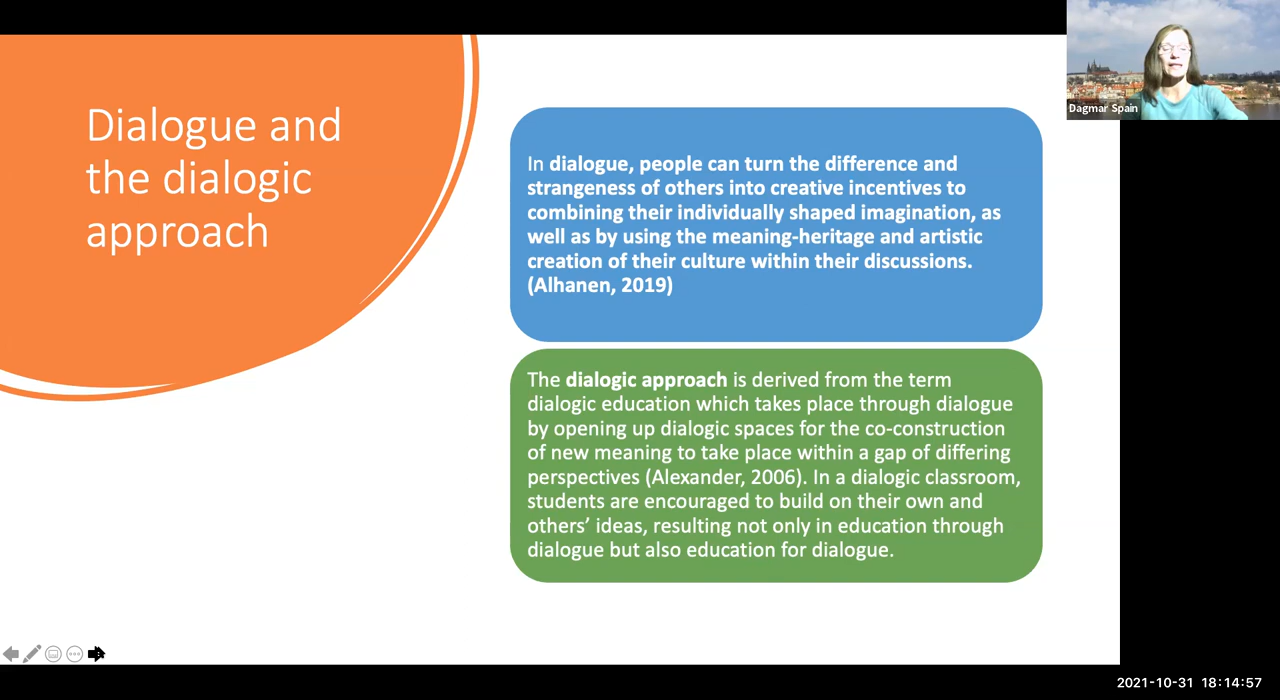 Dialogue and
the dialogic
approach
In dialogue, people can turn the difference and
strangeness of others into creative incentives to
combining their individually shaped imagination, as
well as by using the meaning-heritage and artistic
creation of their culture within their discussions.
(Alhanen, 2019)
The dialogic approach is derived from the term
dialogic education which takes place through dialogue
by opening up dialogic spaces for the co-construction
of new meaning to take place within a gap of differing
perspectives (Alexander, 2006). In a dialogic classroom,
students are encouraged to build on their own and
others’ ideas, resulting not only in education through
dialogue but also education for dialogue.
Dagmar Spain
2021-10-31 18:14:57